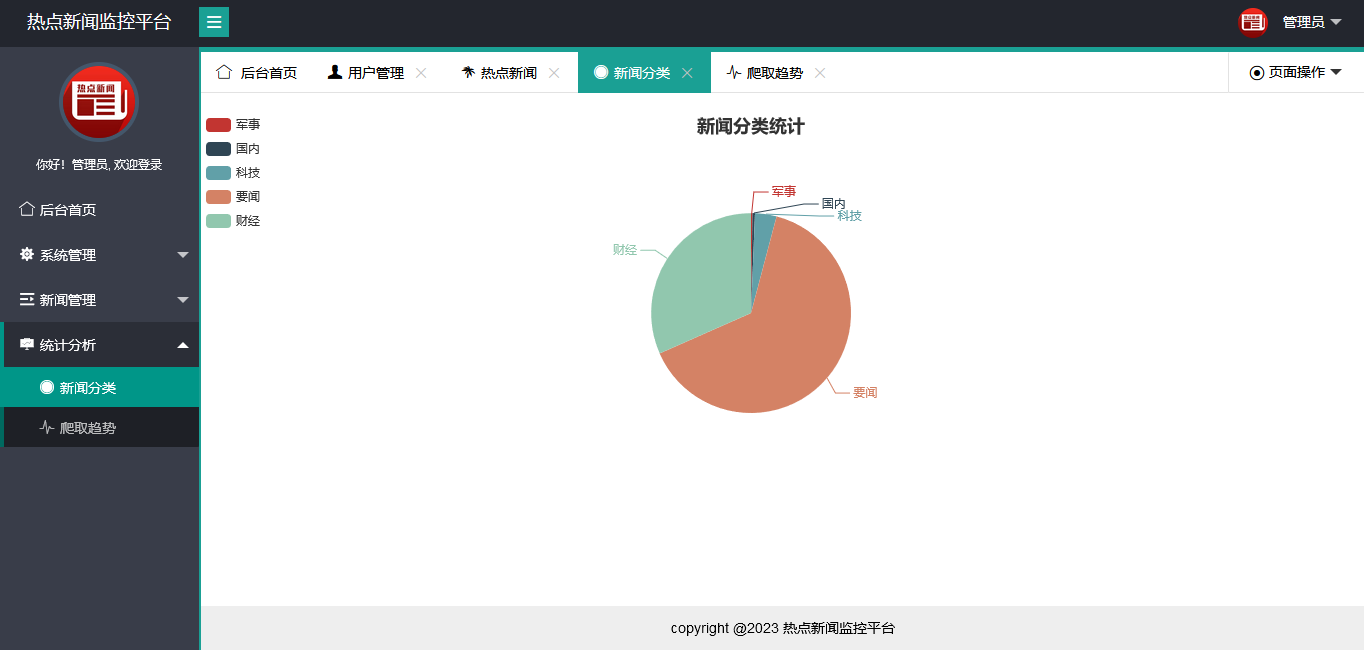 热点新闻监控平台
管理员
热点新闻
你好！管理员, 欢迎登录
后台首页
系统管理
新闻管理
统计分析
新闻分类
爬取趋势
后台首页
用户管理
热点新闻
新闻分类
爬取趋势
页面操作
军事
国内
科技
要闻
财经
新闻分类统计
军事
国内
科技
财经
要闻
copyright @2023 热点新闻监控平台